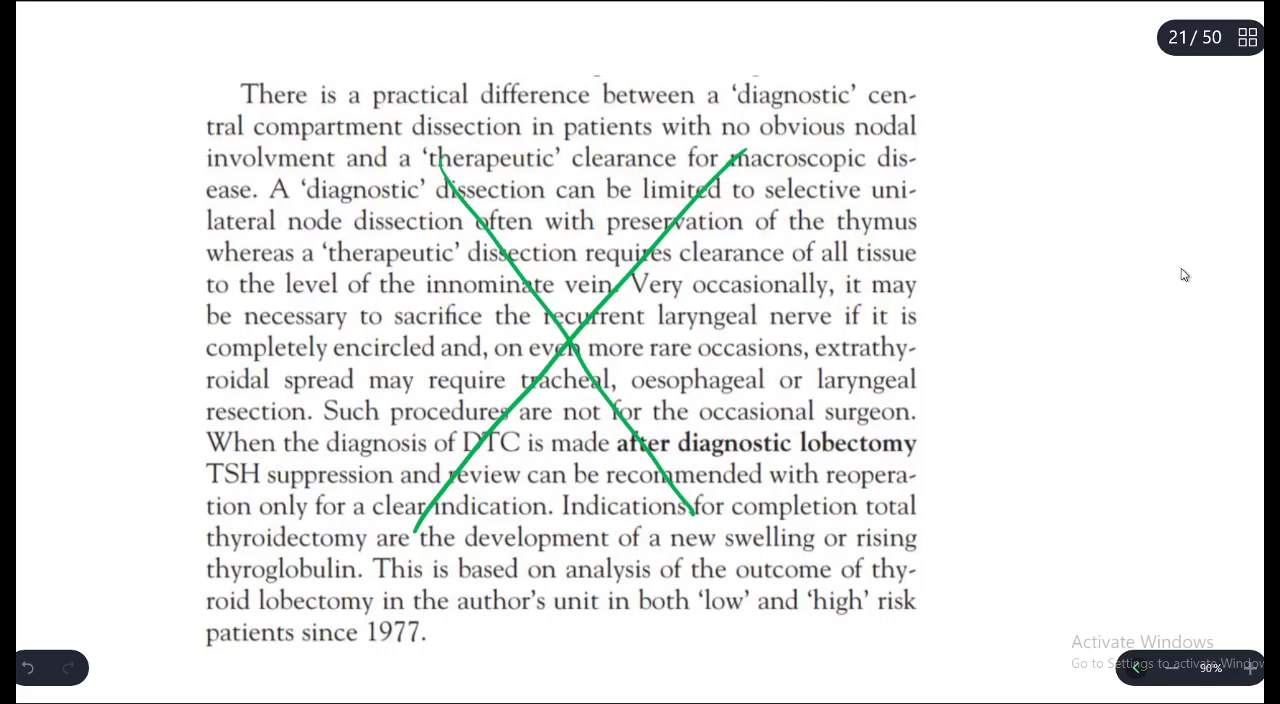 21 / 50
There is a practical difference between a ‘diagnostic’ cen-
tral compartment dissection in patients with no obvious nodal
involvment and a ‘therapeutic’ clearance for macroscopic dis-
ease. A ‘diagnostic’ dissection can be limited to selective uni-
lateral node dissection often with preservation of the thymus
whereas a ‘therapeutic’ dissection requires clearance of all tissue
to the level of the innominate vein. Very occasionally, it may
be necessary to sacrifice the recurrent laryngeal nerve if it is
completely encircled and, on even more rare occasions, extrathy-
roidal spread may require tracheal, oesophageal or laryngeal
resection. Such procedures are not for the occasional surgeon.
When the diagnosis of DTC is made after diagnostic lobectomy
TSH suppression and review can be recommended with reopera-
tion only for a clear indication. Indications for completion total
thyroidectomy are the development of a new swelling or rising
thyroglobulin. This is based on analysis of the outcome of thy-
roid lobectomy in the author’s unit in both ‘low’ and ‘high’ risk
patients since 1977.
Activate Windows
Go to Settings to activate Window
90%